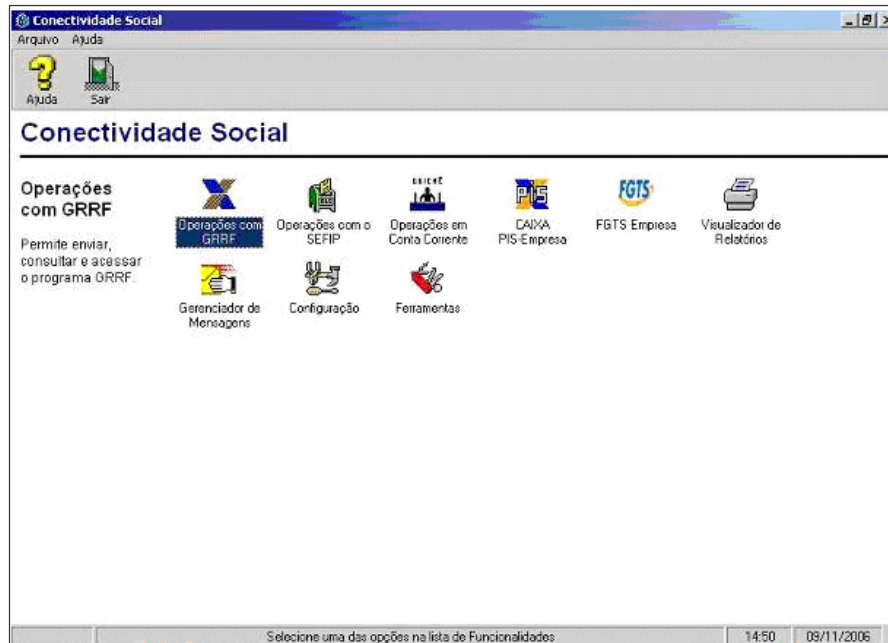 Conectividade Social
Arquivo Ajuda
Ajuda Sair
Conectividade Social
Operações
com GRRF
Permite enviar,
consultar e acessar
o programa GRRF.
Operações com
GRRF
Operações com o
SEFIP
GUICHÊ
Operações em
Conta Corrente
PIS
CAIXA
PIS-Empresa
FGTS
FGTS Empresa
Visualizador de
Relatórios
Gerenciador de
Mensagens
Configuração
Ferramentas
Selecione uma das opções na lista de Funcionalidades 14:50 09/11/2006